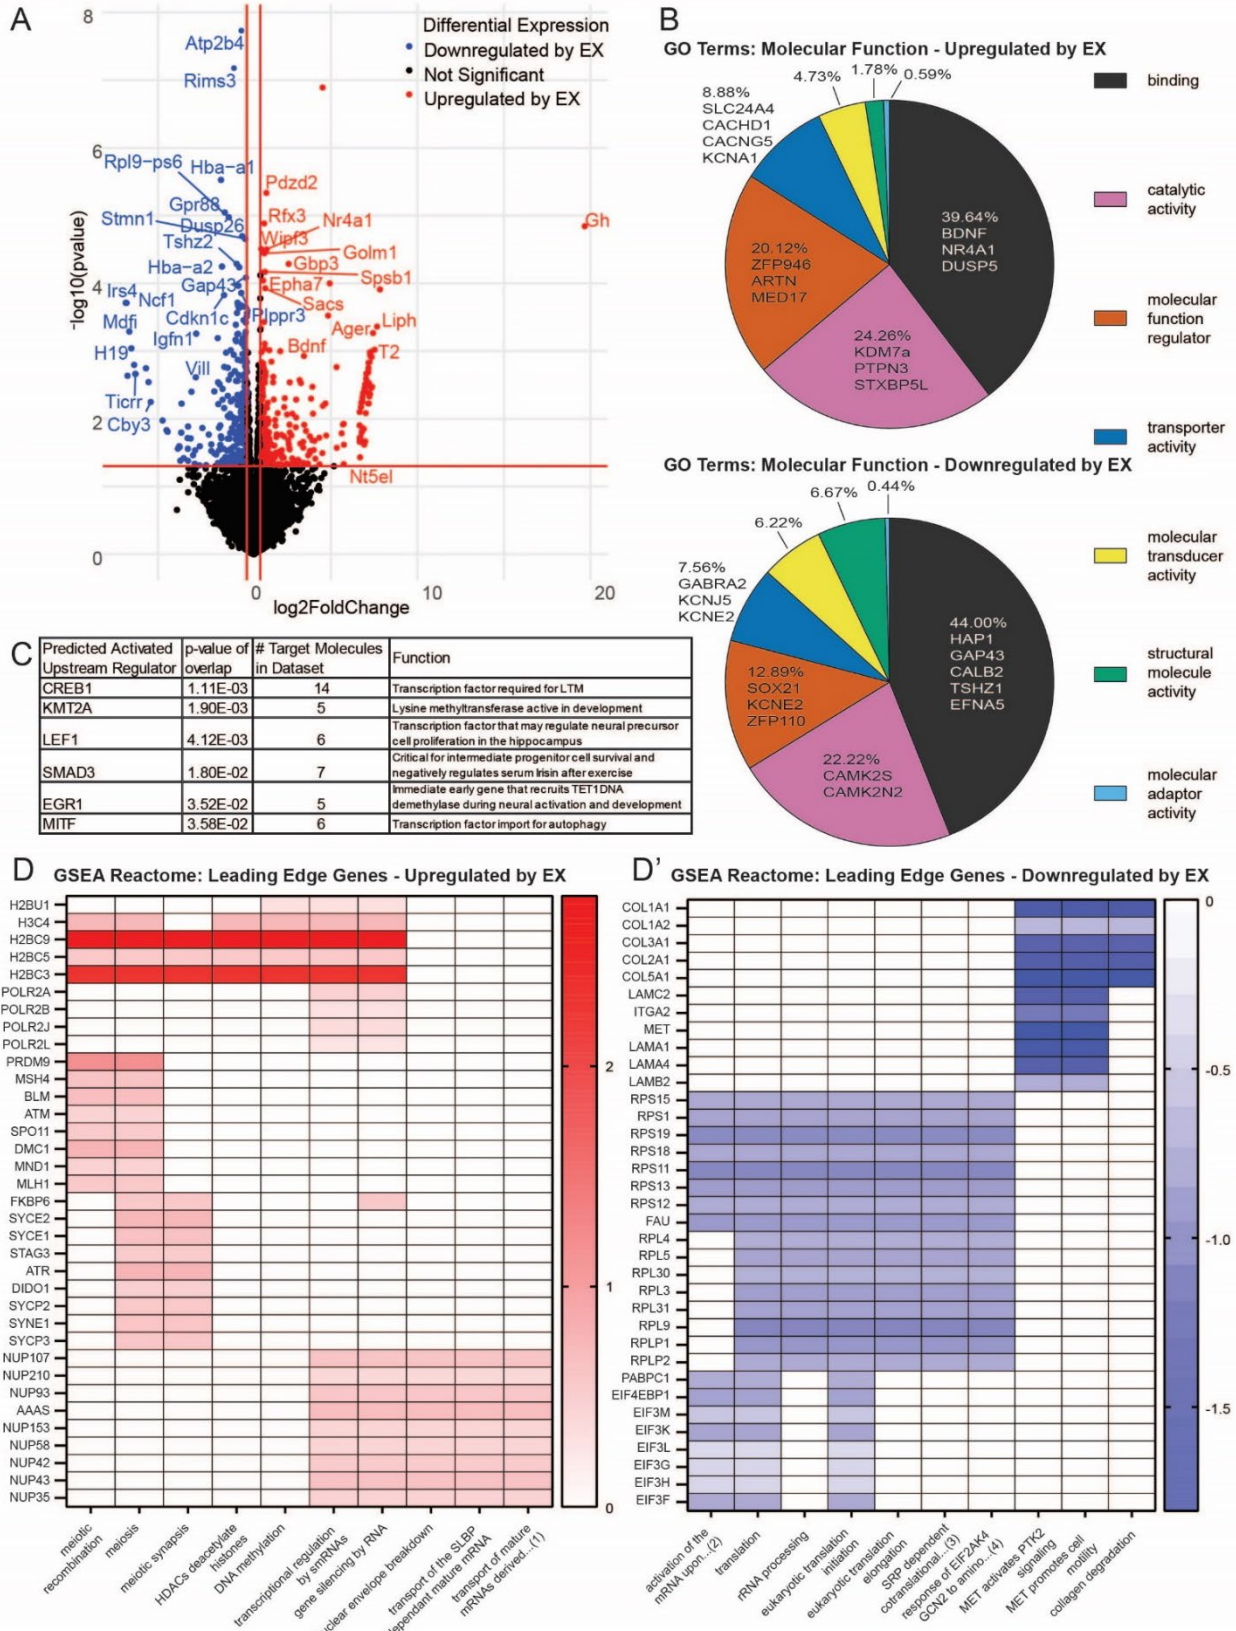 A
8
6
4
2
0
-log10(pvalue)
0
10
20
log2FoldChange
Differential Expression
Downregulated by EX
Not Significant
Upregulated by EX
Atp2b4
Rims3
Rpl9-ps6
Hba-a1
Gpr88
Stmn1
Dusp26
Tshz2
Hba-a2
Gap43
Irs4
Ncf1
Cdkn1c
Mdfi
Igfn1
H19
Vill
Ticrr
Cby3
Pdzd2
Rfx3
Nr4a1
Wipf3
Golm1
Gbp3
Spsb1
Epha7
Sacs
Plppr3
Ager
Liph
Bdnf
T2
Gh
Nt5el
B
GO Terms: Molecular Function - Upregulated by EX
8.88%
SLC24A4
CACHD1
CACNG5
KCNA1
4.73%
1.78%
0.59%
39.64%
BDNF
NR4A1
DUSP5
20.12%
ZFP946
ARTN
MED17
24.26%
KDM7a
PTPN3
STXBP5L
GO Terms: Molecular Function - Downregulated by EX
7.56%
GABRA2
KCNJ5
KCNE2
6.22%
6.67%
0.44%
44.00%
HAP1
GAP43
CALB2
TSHZ1
EFNA5
12.89%
SOX21
KCNE2
ZFP110
22.22%
CAMK2S
CAMK2N2
binding
catalytic
activity
molecular
function
regulator
transporter
activity
molecular
transducer
activity
structural
molecule
activity
molecular
adaptor
activity
C
Predicted Activated Upstream Regulator | p-value of overlap | # Target Molecules in Dataset | Function
CREB1 1.11E-03 14 Transcription factor required for LTM
KMT2A 1.90E-03 5 Lysine methyltransferase active in development
LEF1 4.12E-03 6 Transcription factor that may regulate neural precursor cell proliferation in the hippocampus
SMAD3 1.80E-02 7 Critical for intermediate progenitor cell survival and negatively regulates serum Irisin after exercise
EGR1 3.52E-02 5 Immediate early gene that recruits TET1DNA demethylase during neural activation and development
MITF 3.58E-02 6 Transcription factor import for autophagy
D
GSEA Reactome: Leading Edge Genes - Upregulated by EX
H2BU1
H3C4
H2BC9
H2BC5
H2BC3
POLR2A
POLR2B
POLR2J
POLR2L
PRDM9
MSH4
BLM
ATM
SPO11
DMC1
MND1
MLH1
FKBP6
SYCE2
SYCE1
STAG3
ATR
DIDO1
SYCP2
SYNE1
SYCP3
NUP107
NUP210
NUP93
AAAS
NUP153
NUP58
NUP42
NUP43
NUP35
2
1
0
meiotic
recombination
meiosis
meiotic synapsis
HDACs deacetylate
histones
DNA methylation
transcriptional regulation
by smRNAs
gene silencing by RNA
uclear envelope breakdown
transport of the SLBP
dependant mature mRNA
transport of mature
mRNAs derived...(1)
D'
GSEA Reactome: Leading Edge Genes - Downregulated by EX
COL1A1
COL1A2
COL3A1
COL2A1
COL5A1
LAMC2
ITGA2
MET
LAMA1
LAMA4
LAMB2
RPS15
RPS1
RPS19
RPS18
RPS11
RPS13
RPS12
FAU
RPL4
RPL5
RPL30
RPL3
RPL31
RPL9
RPLP1
RPLP2
PABPC1
EIF4EBP1
EIF3M
EIF3K
EIF3L
EIF3G
EIF3H
EIF3F
0
-0.5
-1.0
-1.5
activation of the
mRNA upon...(2)
translation
rRNA processing
eukaryotic translation
initiation
eukaryotic translation
elongation
SRP dependent
cotranslational...(3)
response of EIF2AK4
GCN2 to amino...(4)
MET activates PTK2
signaling
MET promotes cell
motility
collagen degradation